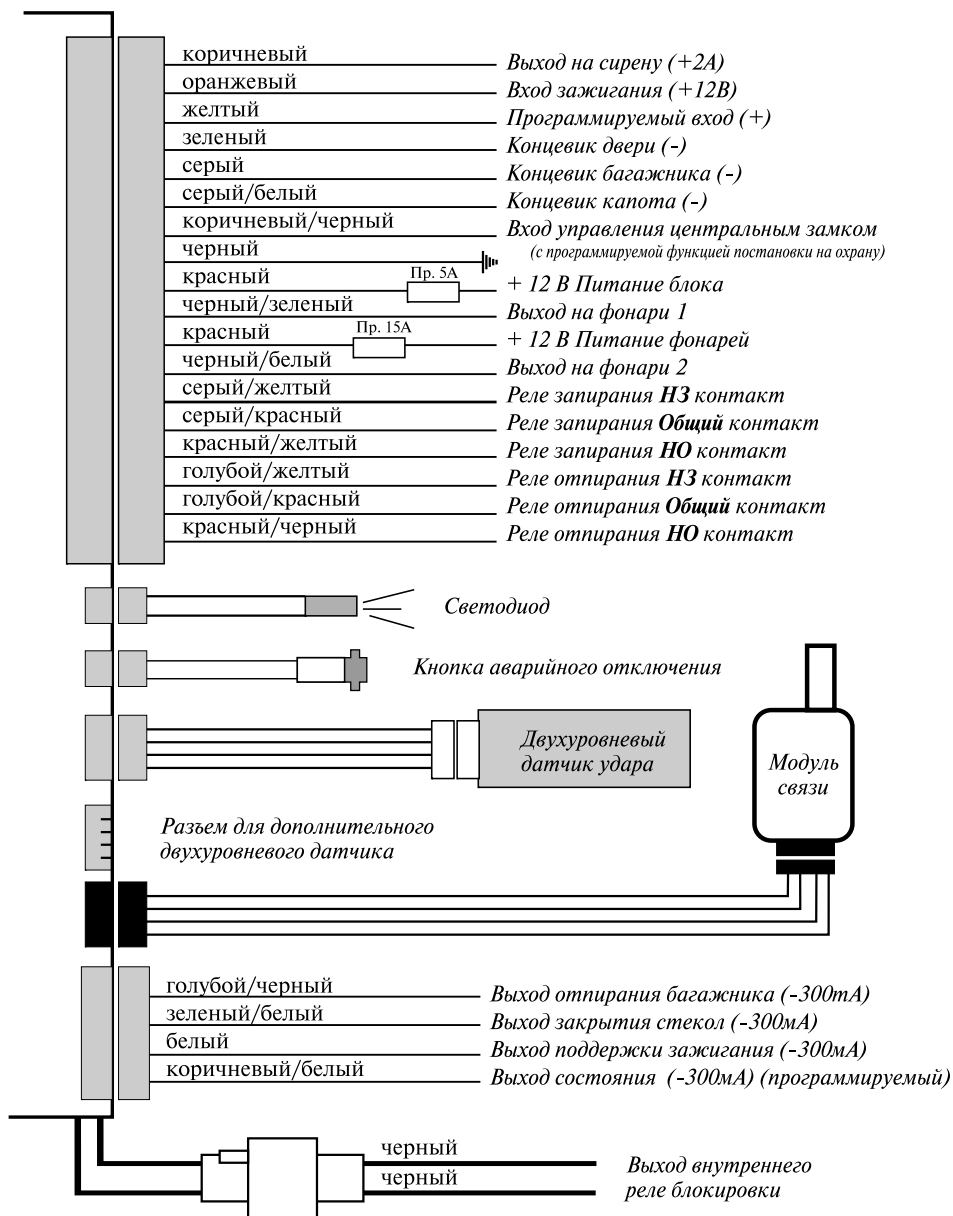 коричневый
Выход на сирену (+2А)
оранжевый
Вход зажигания (+12В)
желтый
Программируемый вход (+)
зеленый
Концевик двери (-)
серый
Концевик багажника (-)
серый/белый
Концевик капота (-)
коричневый/черный
Вход управления центральным замком
(с программируемой функцией постановки на охрану)
черный
красный
Пр. 5А
+ 12 В Питание блока
черный/зеленый
Выход на фонари 1
красный
Пр. 15А
+ 12 В Питание фонарей
черный/белый
Выход на фонари 2
серый/желтый
Реле запирания НЗ контакт
серый/красный
Реле запирания Общий контакт
красный/желтый
Реле запирания НО контакт
голубой/желтый
Реле отпирания НЗ контакт
голубой/красный
Реле отпирания Общий контакт
красный/черный
Реле отпирания НО контакт
Светодиод
Кнопка аварийного отключения
Двухуровневый
датчик удара
Модуль
связи
Разъем для дополнительного
двухуровневого датчика
голубой/черный
Выход отпирания багажника (-300mА)
зеленый/белый
Выход закрытия стекол (-300мА)
белый
Выход поддержки зажигания (-300мА)
коричневый/белый
Выход состояния (-300мА) (программируемый)
черный
черный
Выход внутреннего
реле блокировки